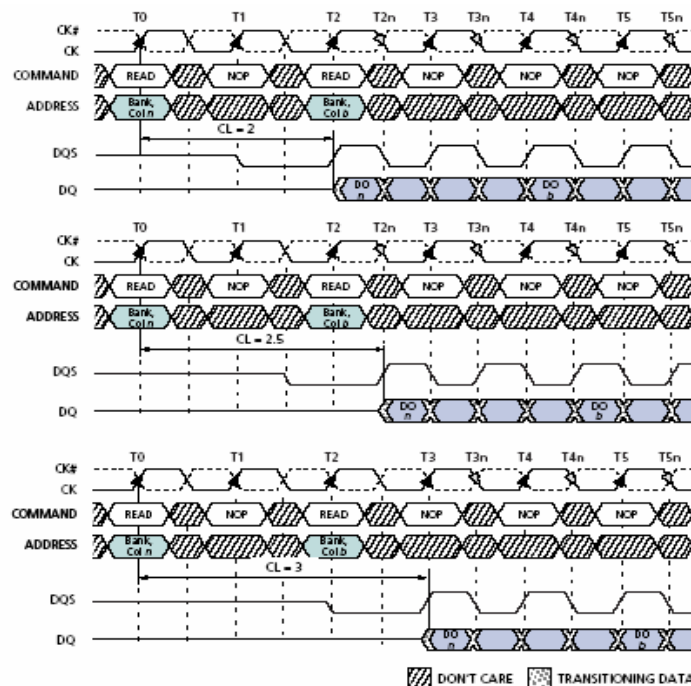 T0 T1 T2 T2n T3 T3n T4 T4n T5 T5n
CK#
CK
COMMAND READ NOP READ NOP NOP NOP
ADDRESS Bank, Col n Bank, Col b
CL = 2
DQS
DQ DO n DO b
T0 T1 T2 T2n T3 T3n T4 T4n T5 T5n
CK#
CK
COMMAND READ NOP READ NOP NOP NOP
ADDRESS Bank, Col n Bank, Col b
CL = 2.5
DQS
DQ DO n DO b
T0 T1 T2 T3 T3n T4 T4n T5 T5n
CK#
CK
COMMAND READ NOP READ NOP NOP NOP
ADDRESS Bank, Col n Bank, Col b
CL = 3
DQS
DQ DO n DO b
DON'T CARE TRANSITIONING DATA